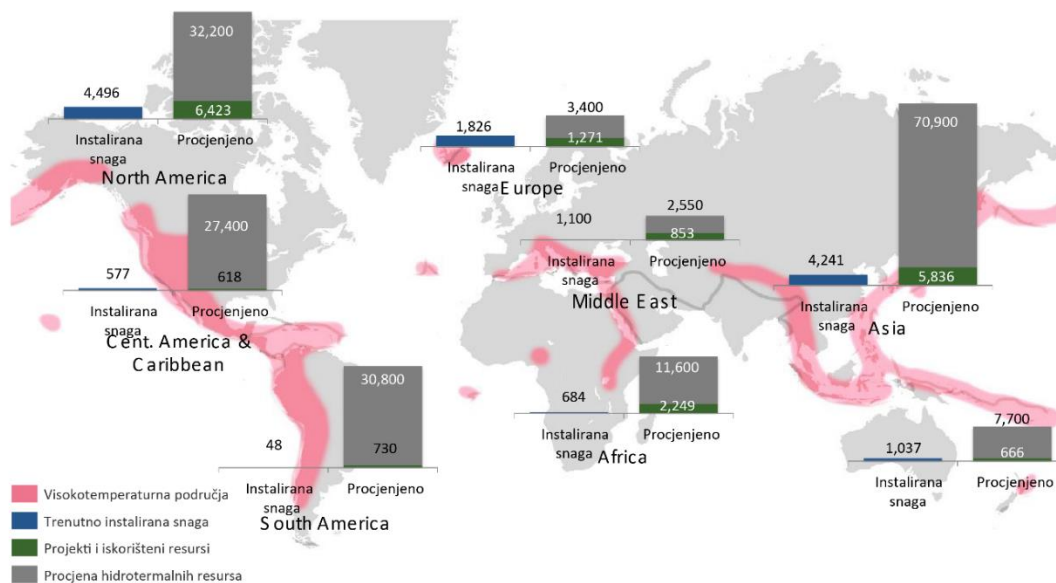 32,200
4,496
6,423
Instalirana
snaga
Procjenjeno
North America
3,400
1,826
1,271
Instalirana
snaga
Procjenjeno
Europe
70,900
4,241
5,836
Instalirana
snaga
Procjenjeno
Asia
27,400
577
618
Instalirana
snaga
Procjenjeno
Cent. America &
Caribbean
2,550
1,100
853
Instalirana
snaga
Procjenjeno
Middle East
30,800
48
730
Instalirana
snaga
Procjenjeno
South America
11,600
684
2,249
Instalirana
snaga
Procjenjeno
Africa
7,700
1,037
666
Instalirana
snaga
Procjenjeno
Visokotemperaturna područja
Trenutno instalirana snaga
Projekti i iskorišteni resursi
Procjena hidrotermalnih resursa